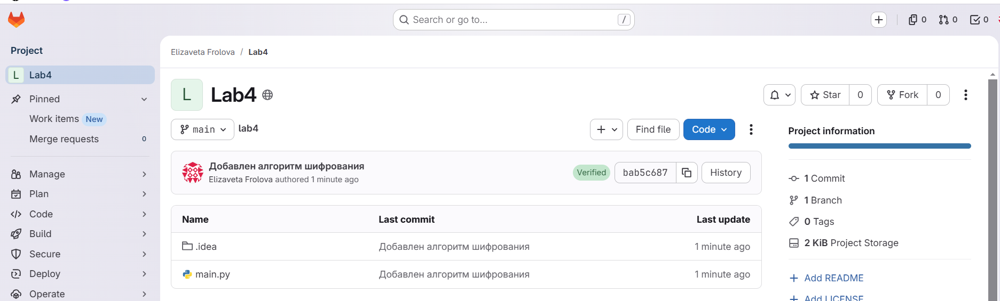 Search or go to...
/
0
0
0
Project
L
Lab4
Pinned
Work items New
Merge requests 0
Manage
Plan
Code
Build
Secure
Deploy
Operate
Elizaveta Frolova / Lab4
L
Lab4
Star 0
Fork 0
main
lab4
Find file
Code
Добавлен алгоритм шифрования
Elizaveta Frolova authored 1 minute ago
Verified
bab5c687
History
Name Last commit Last update
.idea Добавлен алгоритм шифрования 1 minute ago
main.py Добавлен алгоритм шифрования 1 minute ago
Project information
1 Commit
1 Branch
0 Tags
2 KiB Project Storage
Add README
Add LICENSE